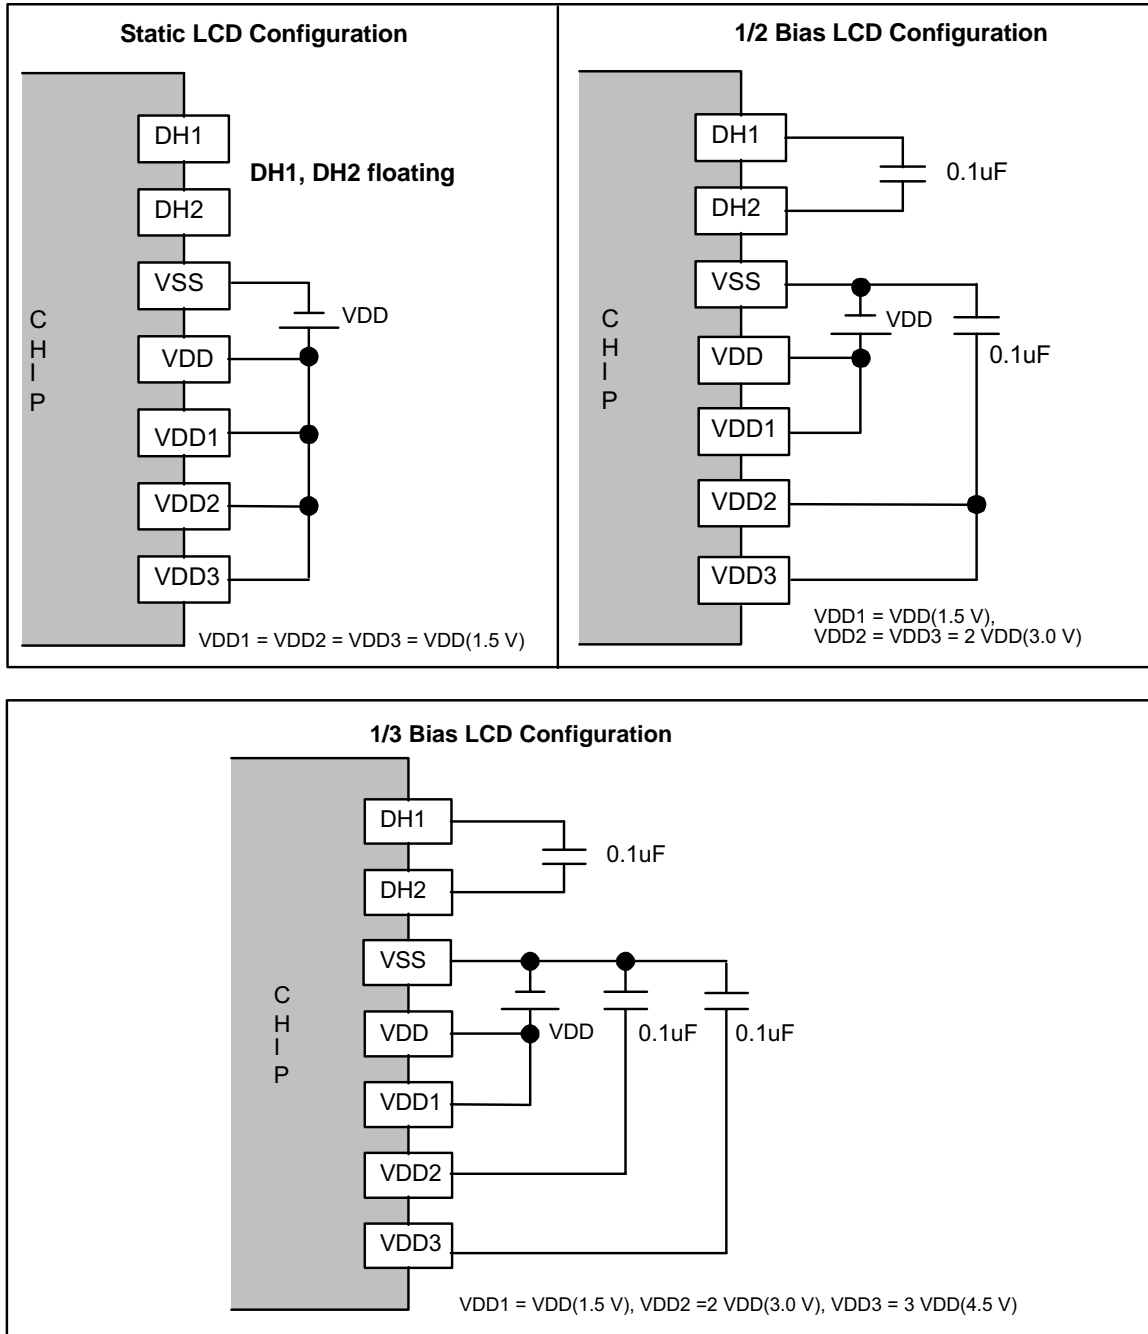 Static LCD Configuration
DH1
DH1, DH2 floating
DH2
VSS
VDD
C
H
I
P
VDD
VDD1
VDD2
VDD3
VDD1 = VDD2 = VDD3 = VDD(1.5 V)
1/2 Bias LCD Configuration
DH1
0.1uF
DH2
VSS
VDD
0.1uF
C
H
I
P
VDD
VDD1
VDD2
VDD3
VDD1 = VDD(1.5 V),
VDD2 = VDD3 = 2 VDD(3.0 V)
1/3 Bias LCD Configuration
DH1
0.1uF
DH2
VSS
C
H
I
P
VDD
VDD
0.1uF
0.1uF
VDD1
VDD2
VDD3
VDD1 = VDD(1.5 V), VDD2 =2 VDD(3.0 V), VDD3 = 3 VDD(4.5 V)